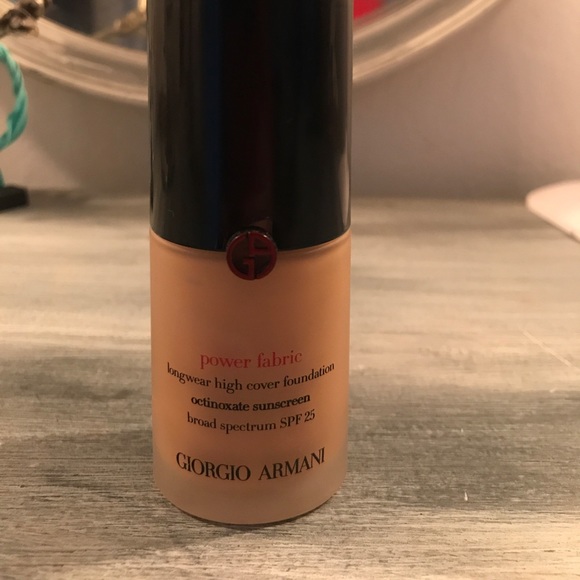 power fabric
longwear high cover foundation
octinoxate sunscreen
broad spectrum SPF 25
GIORGIO ARMANI